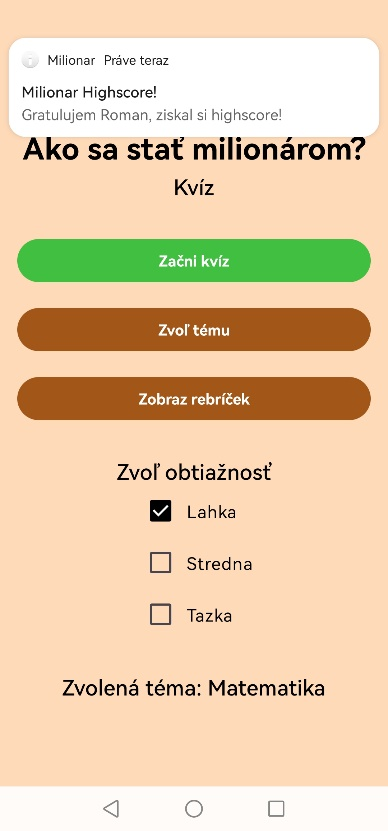 Milionar Práve teraz
Milionar Highscore!
Gratulujem Roman, ziskal si highscore!
Ako sa stať milionárom?
Kvíz
Začni kvíz
Zvoľ tému
Zobraz rebríček
Zvoľ obtiažnosť
Lahka
Stredna
Tazka
Zvolená téma: Matematika